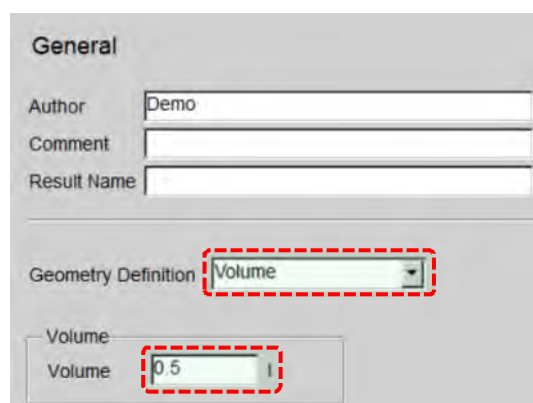 General
Author Demo
Comment
Result Name
Geometry Definition Volume
Volume
Volume 0.5 l